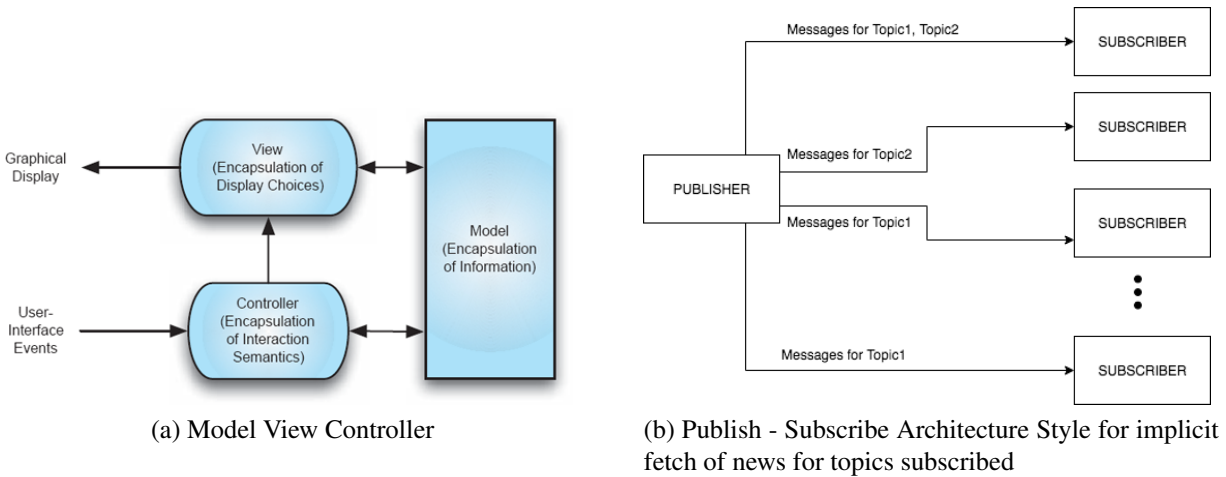 Graphical
Display
View
(Encapsulation of
Display Choices)
Model
(Encapsulation
of Information)
User-
Interface
Events
Controller
(Encapsulation
of Interaction
Semantics)
(a) Model View Controller
Messages for Topic1, Topic2
SUBSCRIBER
SUBSCRIBER
Messages for Topic2
PUBLISHER
Messages for Topic1
SUBSCRIBER
Messages for Topic1
SUBSCRIBER
(b) Publish - Subscribe Architecture Style for implicit
fetch of news for topics subscribed